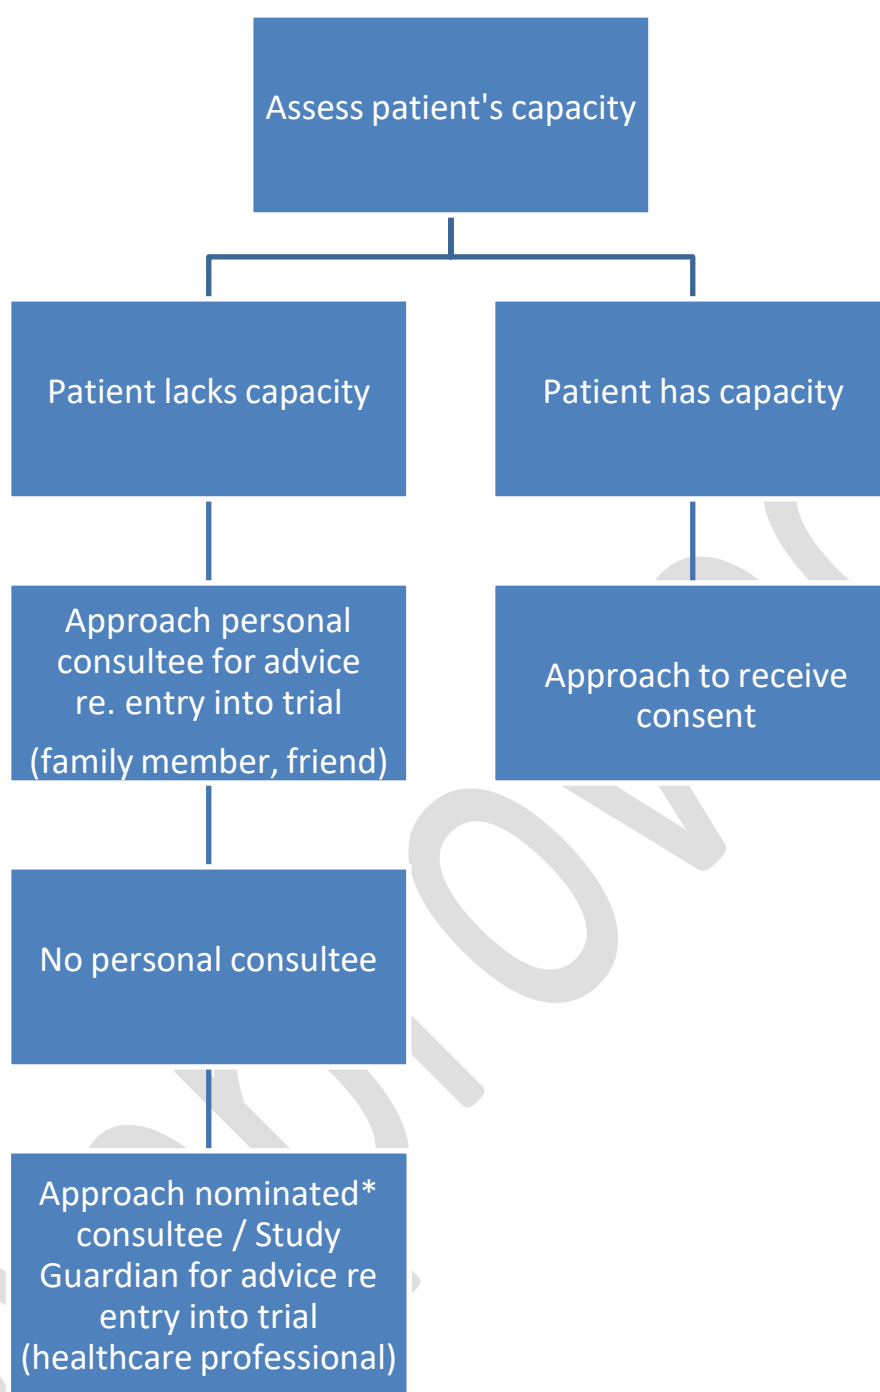 Assess patient's capacity
Patient lacks capacity
Patient has capacity
Approach personal
consultee for advice
re. entry into trial
(family member, friend)
Approach to receive
consent
No personal consultee
Approach nominated*
consultee / Study
Guardian for advice re
entry into trial
(healthcare professional)